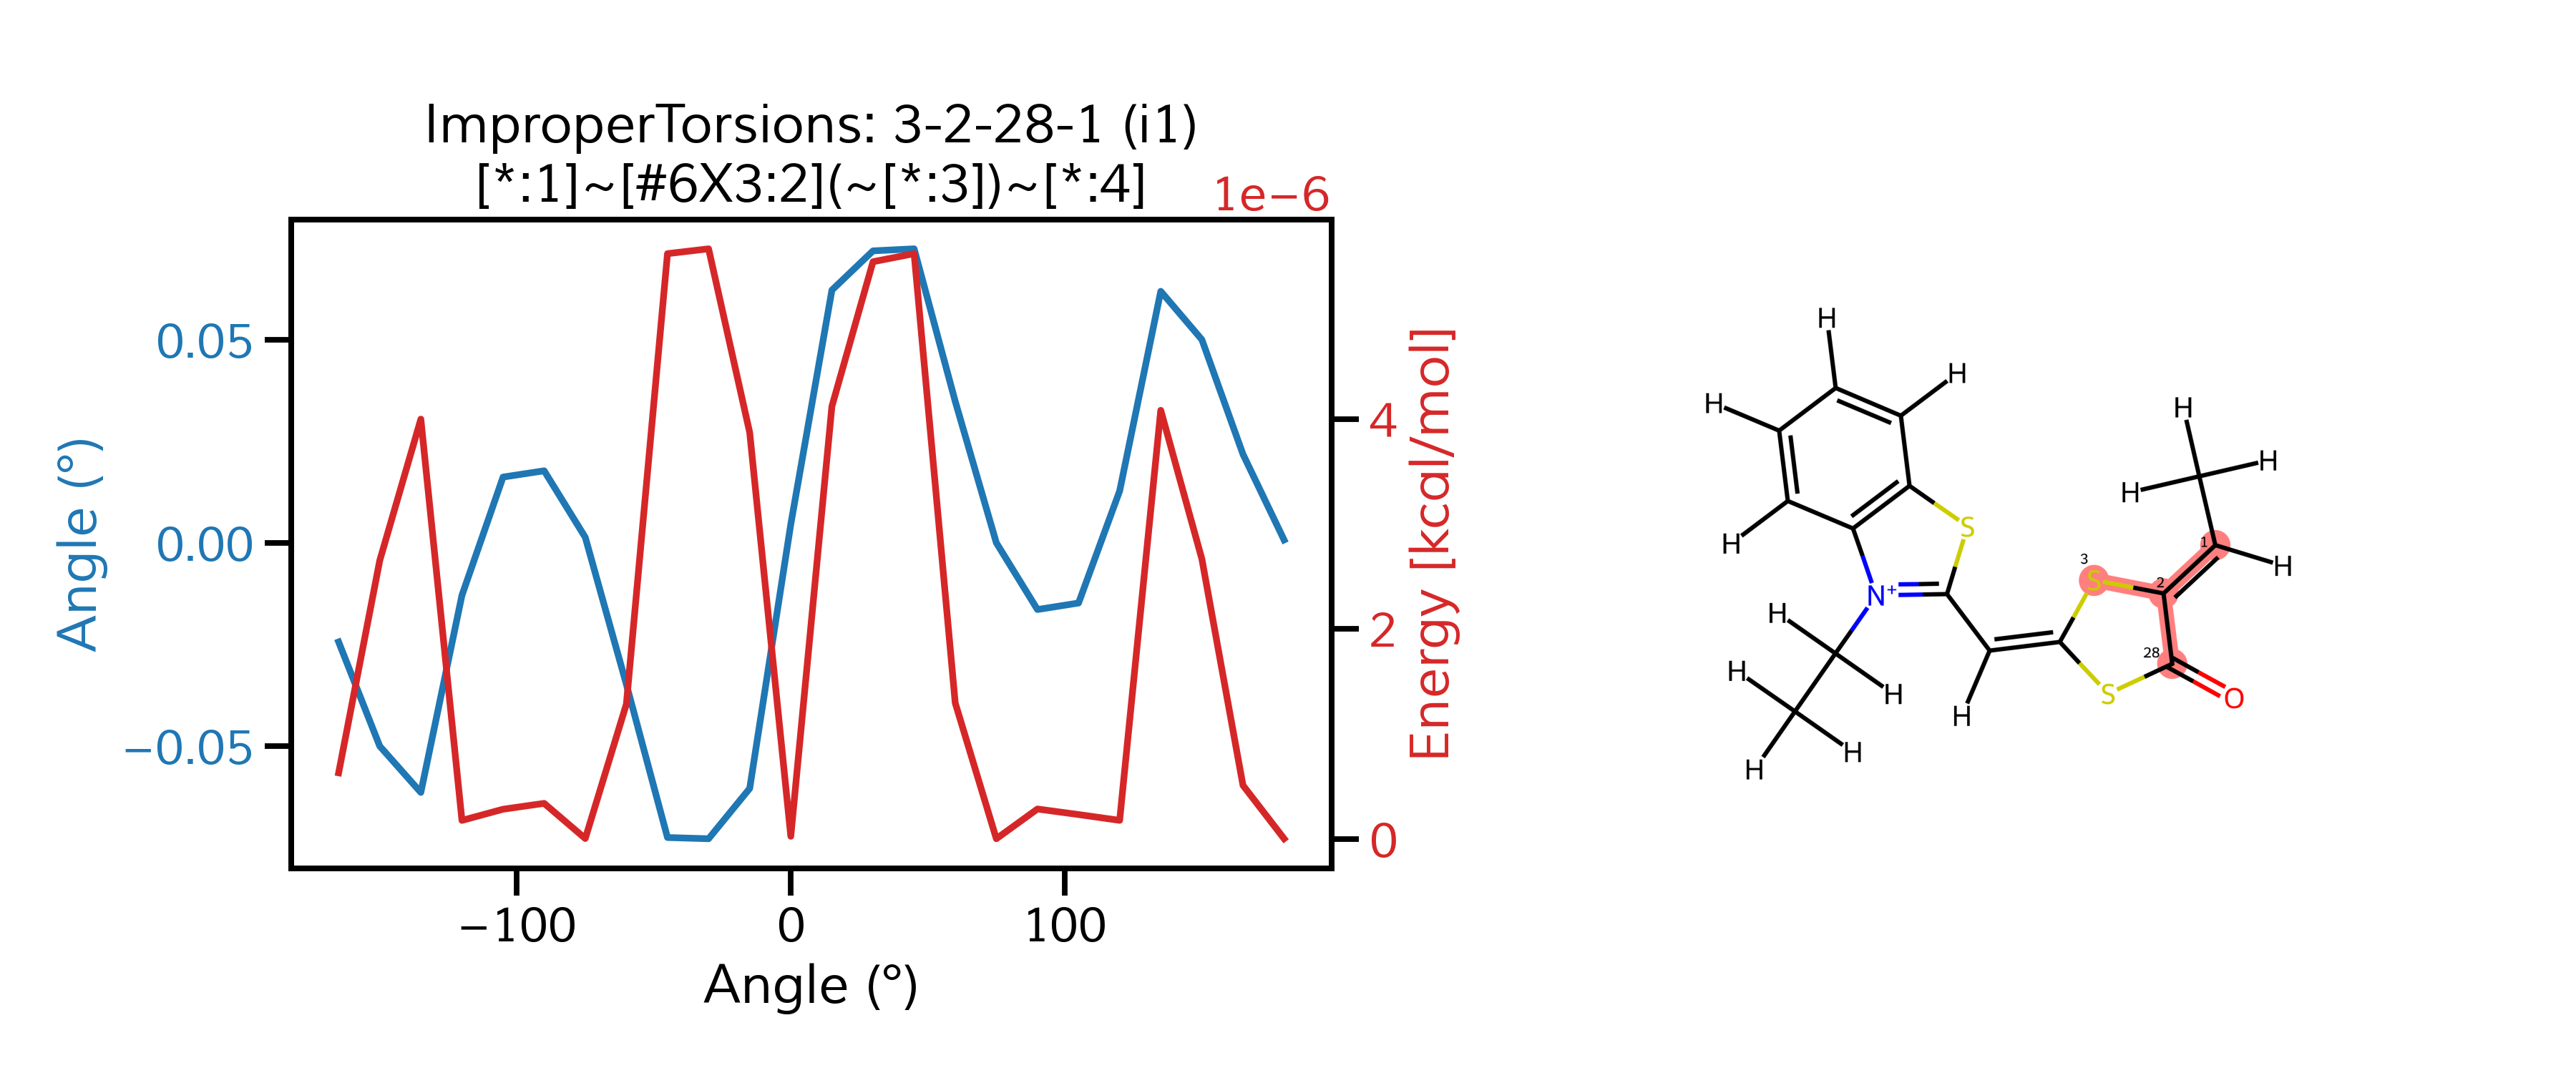 ImproperTorsions: 3-2-28-1 (i1)
[*:1]~[#6X3:2](~[*:3])~[*:4]
1e−6
0.05
0.00
−0.05
Angle (°)
4
2
0
Energy [kcal/mol]
−100
0
100
Angle (°)
H
H
H
H
H
H
H
H
S
3
S
1
2
H
N+
H
28
H
H
S
O
H
H
H